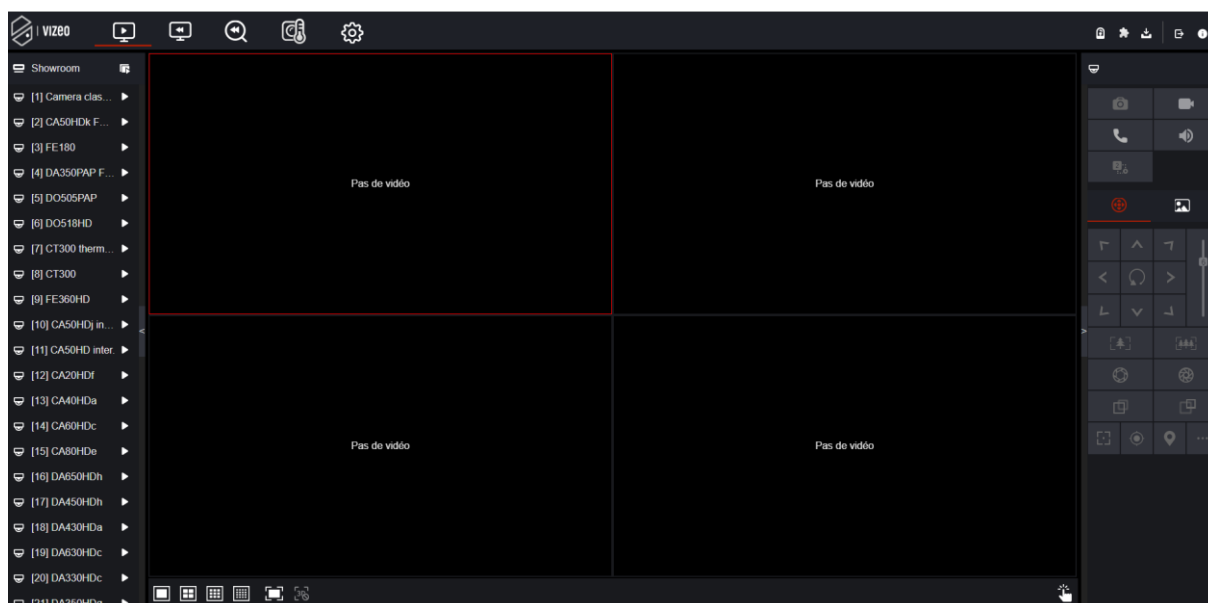 VIZEO
Showroom
[1] Camera clas...
[2] CA50HDk F...
[3] FE180
[4] DA350PAP F...
[5] DO505PAP
[6] DO518HD
[7] CT300 therm...
[8] CT300
[9] FE360HD
[10] CA50HDj in...
[11] CA50HD inter.
[12] CA20HDf
[13] CA40HDa
[14] CA60HDc
[15] CA80HDe
[16] DA650HDh
[17] DA450HDh
[18] DA430HDa
[19] DA630HDc
[20] DA330HDc
Pas de vidéo
Pas de vidéo
Pas de vidéo
Pas de vidéo